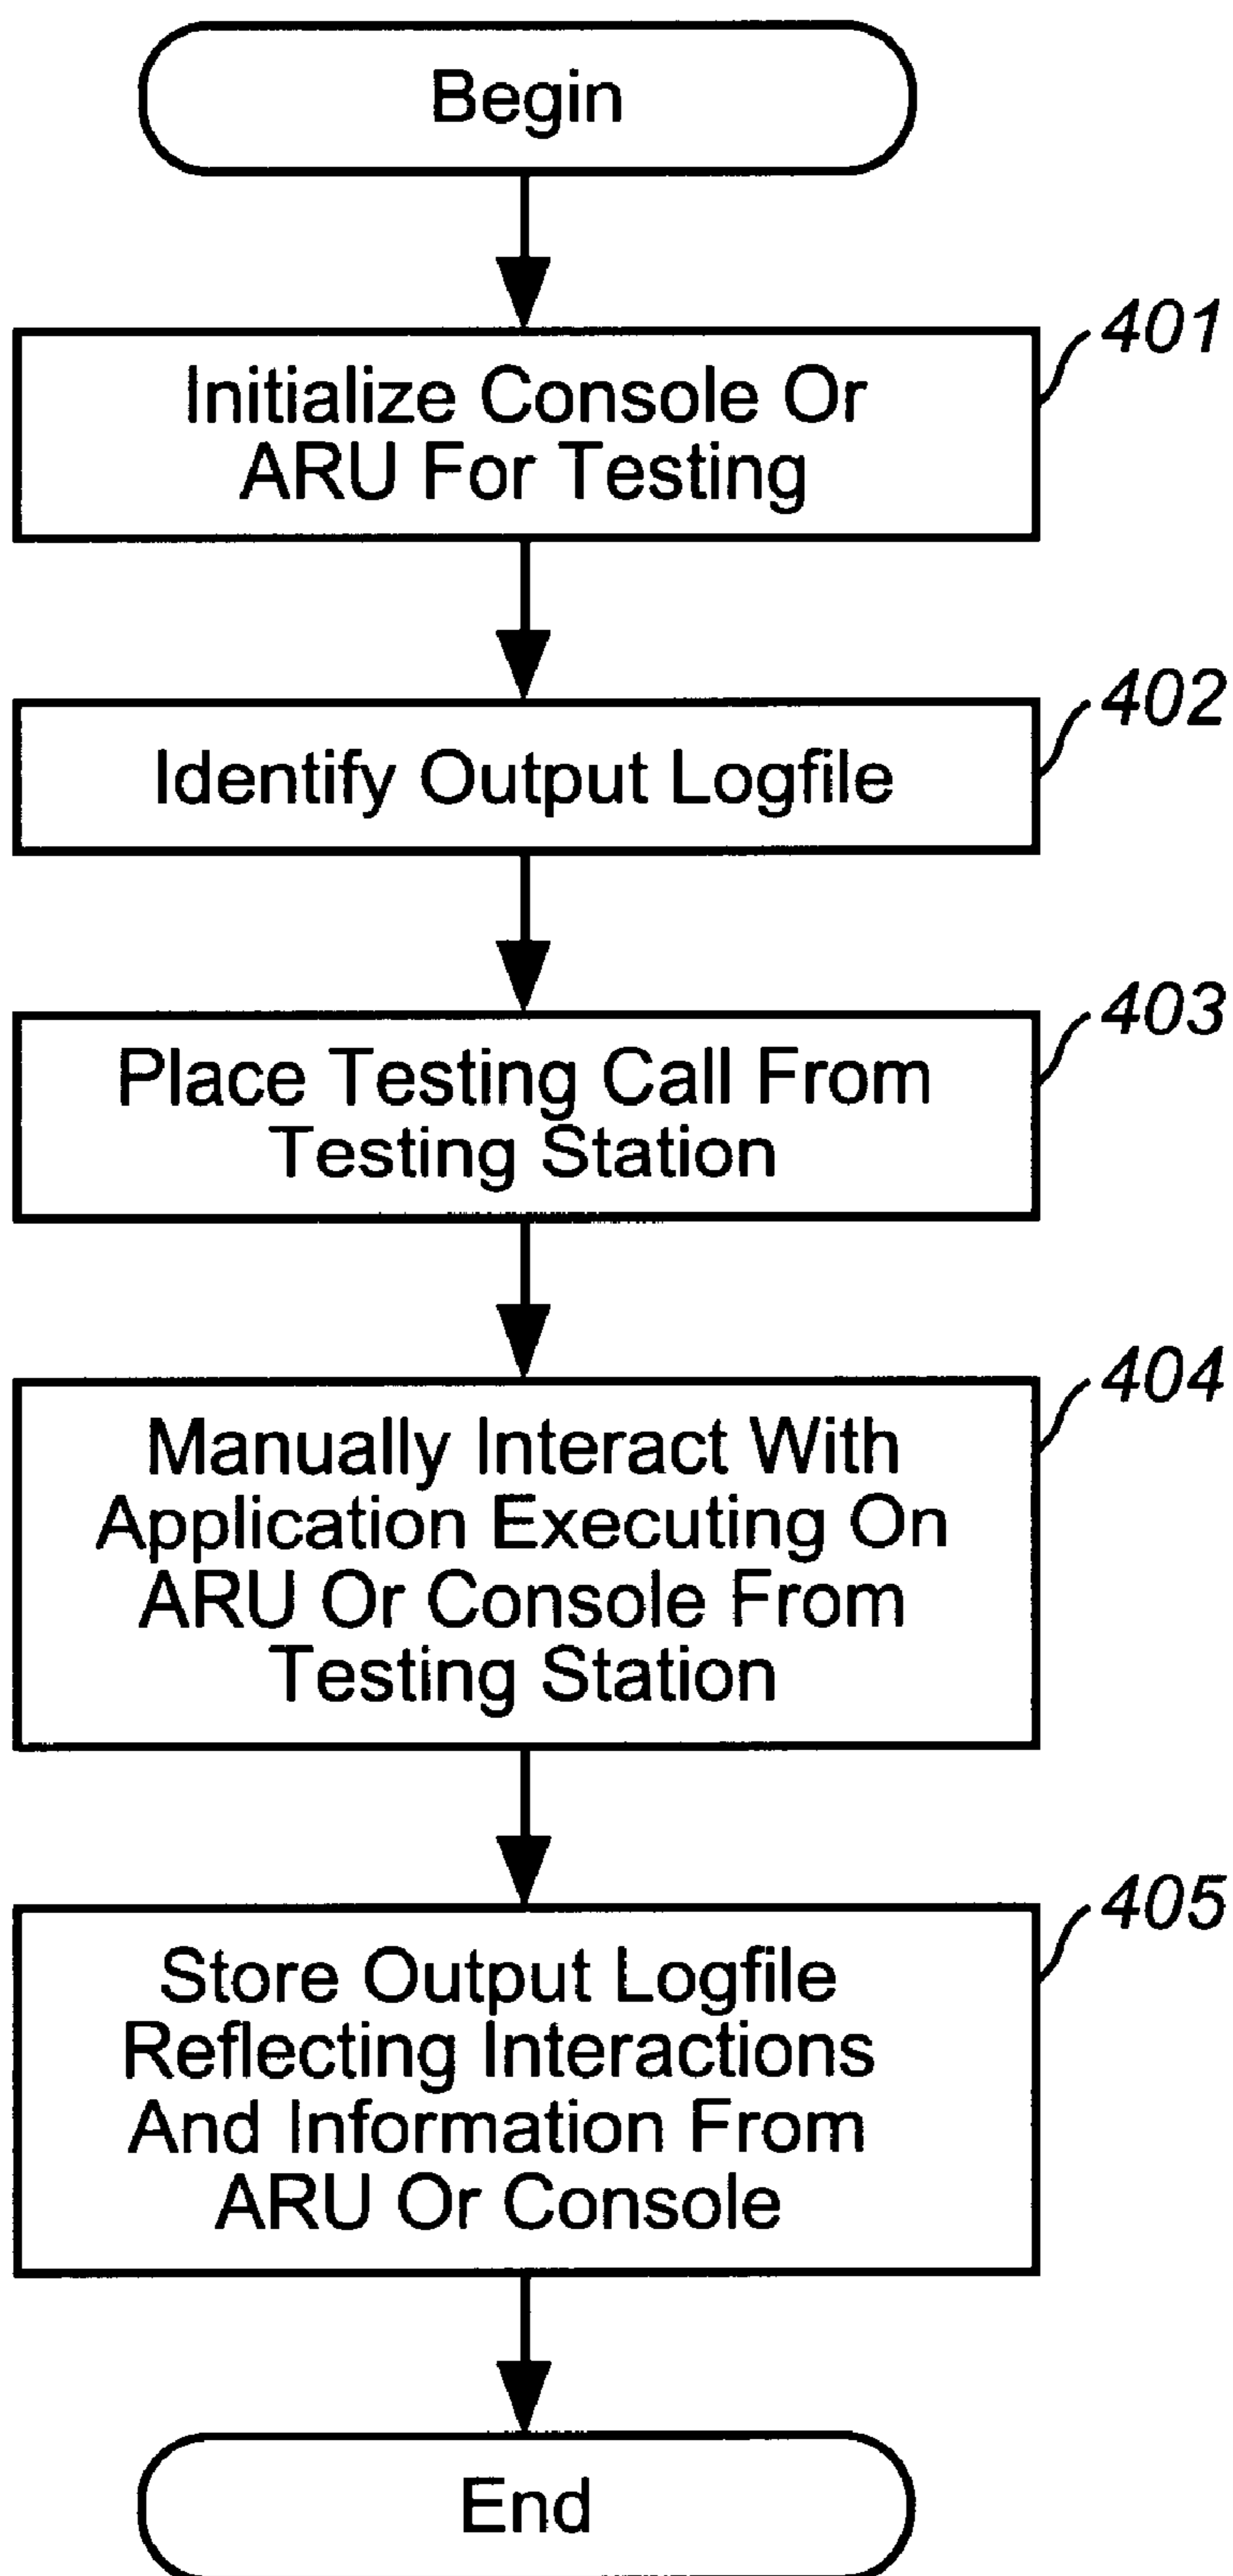 Begin
401
Initialize Console Or
ARU For Testing
402
Identify Output Logfile
403
Place Testing Call From
Testing Station
404
Manually Interact With
Application Executing On
ARU Or Console From
Testing Station
405
Store Output Logfile
Reflecting Interactions
And Information From
ARU Or Console
End